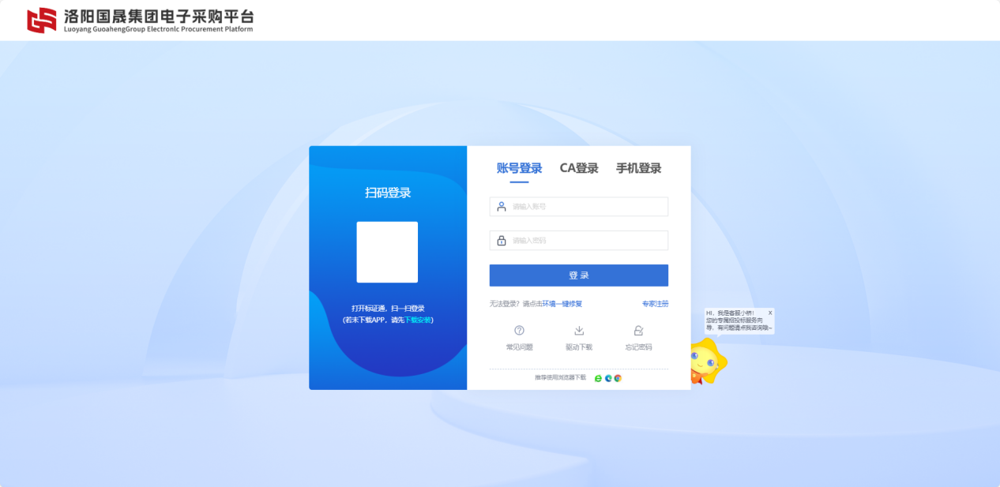 洛阳国晟集团电子采购平台
Luoyang GuoahengGroup Electronlc Procurement Platform
扫码登录
打开标证通，扫一扫登录
(若未下载APP，请先下载安装)
账号登录 CA登录 手机登录
请输入账号
请输入密码
登 录
无法登录？请点击环境一键修复 专家注册
常见问题 驱动下载 忘记密码
推荐使用浏览器下载
HI，我是客服小桥！ X
您的专属招投标服务向
导，有问题请点我咨询哦~